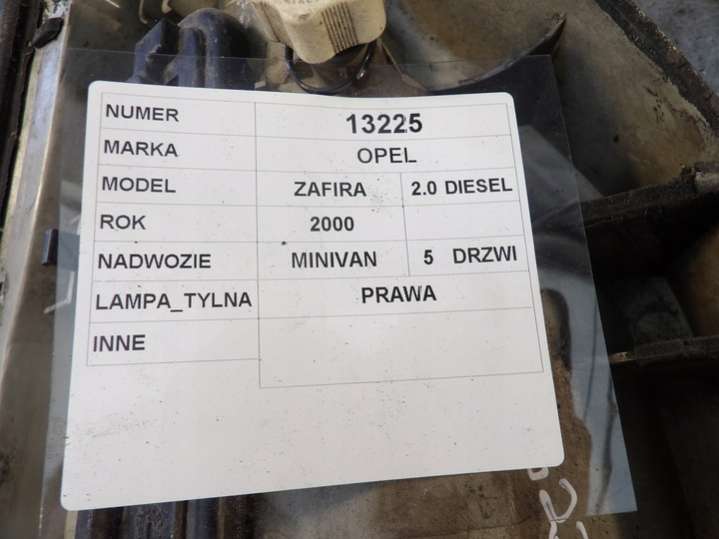 NUMER 13225
MARKA OPEL
MODEL ZAFIRA 2.0 DIESEL
ROK 2000
NADWOZIE MINIVAN 5 DRZWI
LAMPA_TYLNA PRAWA
INNE